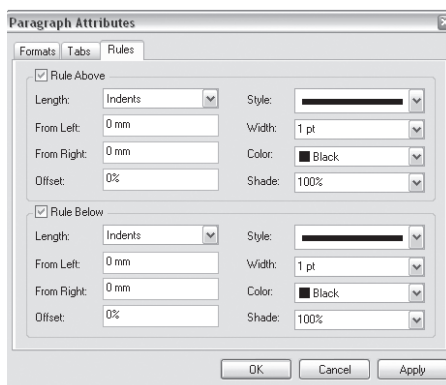 Paragraph Attributes
Formats Tabs Rules
Rule Above
Length: Indents Style:
From Left: 0 mm Width: 1 pt
From Right: 0 mm Color: Black
Offset: 0% Shade: 100%
Rule Below
Length: Indents Style:
From Left: 0 mm Width: 1 pt
From Right: 0 mm Color: Black
Offset: 0% Shade: 100%
OK Cancel Apply